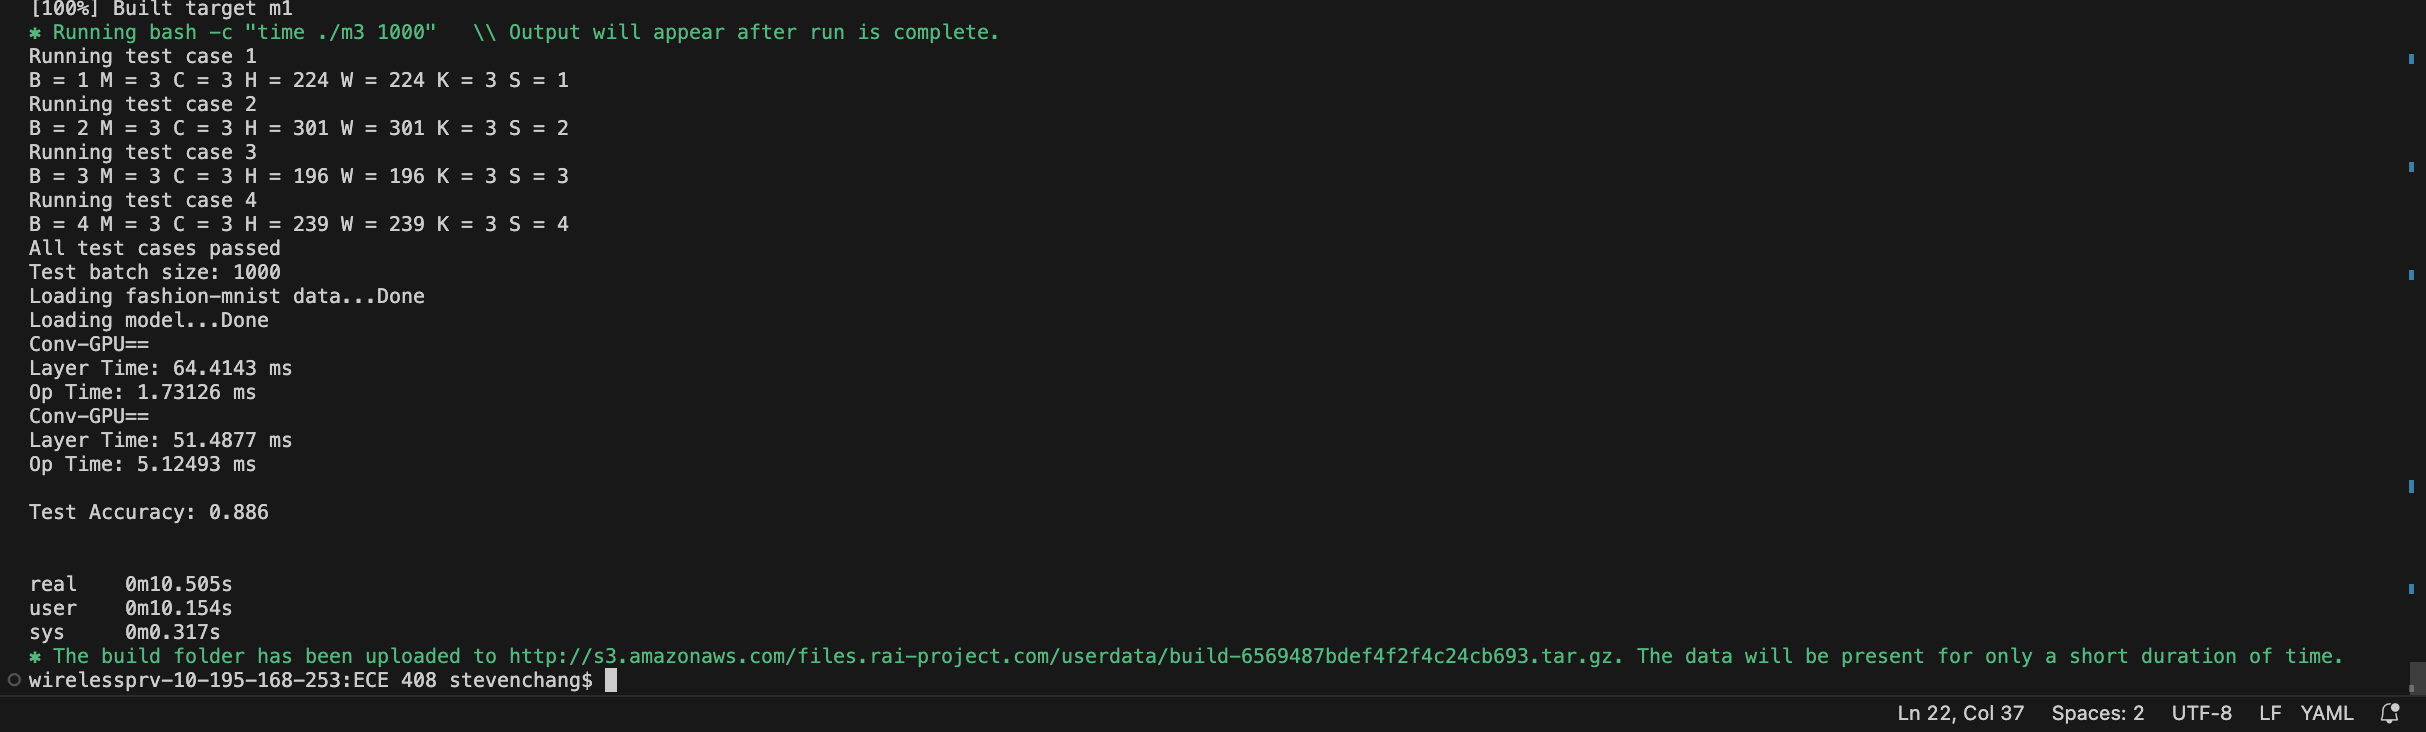 [100%] Built target m1
✱ Running bash -c "time ./m3 1000"   \\ Output will appear after run is complete.
Running test case 1
B = 1 M = 3 C = 3 H = 224 W = 224 K = 3 S = 1
Running test case 2
B = 2 M = 3 C = 3 H = 301 W = 301 K = 3 S = 2
Running test case 3
B = 3 M = 3 C = 3 H = 196 W = 196 K = 3 S = 3
Running test case 4
B = 4 M = 3 C = 3 H = 239 W = 239 K = 3 S = 4
All test cases passed
Test batch size: 1000
Loading fashion-mnist data...Done
Loading model...Done
Conv-GPU==
Layer Time: 64.4143 ms
Op Time: 1.73126 ms
Conv-GPU==
Layer Time: 51.4877 ms
Op Time: 5.12493 ms
Test Accuracy: 0.886
real    0m10.505s
user    0m10.154s
sys     0m0.317s
✱ The build folder has been uploaded to http://s3.amazonaws.com/files.rai-project.com/userdata/build-6569487bdef4f2f4c24cb693.tar.gz. The data will be present for only a short duration of time.
wirelessprv-10-195-168-253:ECE 408 stevenchang$
Ln 22, Col 37 Spaces: 2 UTF-8 LF YAML